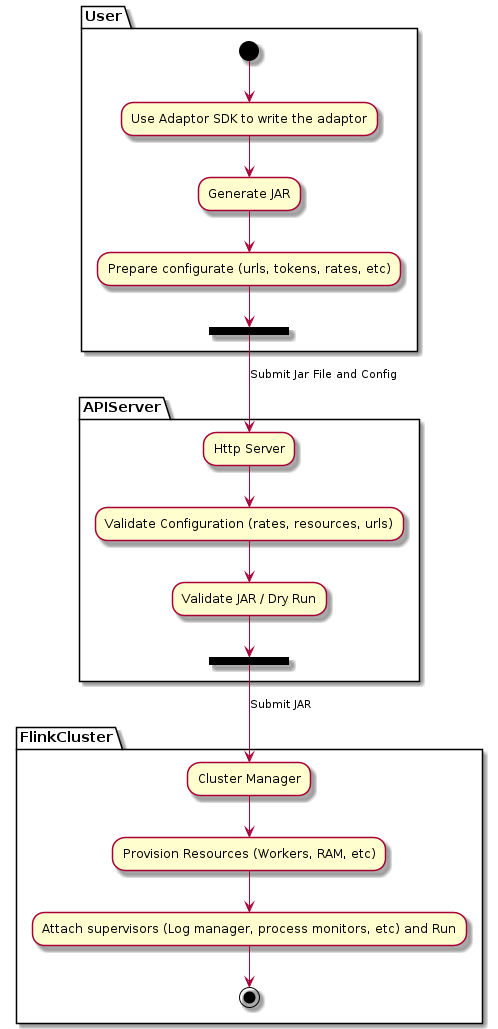 User
Use Adaptor SDK to write the adaptor
Generate JAR
Prepare configurate (urls, tokens, rates, etc)
Submit Jar File and Config
APIServer
Http Server
Validate Configuration (rates, resources, urls)
Validate JAR / Dry Run
Submit JAR
FlinkCluster
Cluster Manager
Provision Resources (Workers, RAM, etc)
Attach supervisors (Log manager, process monitors, etc) and Run